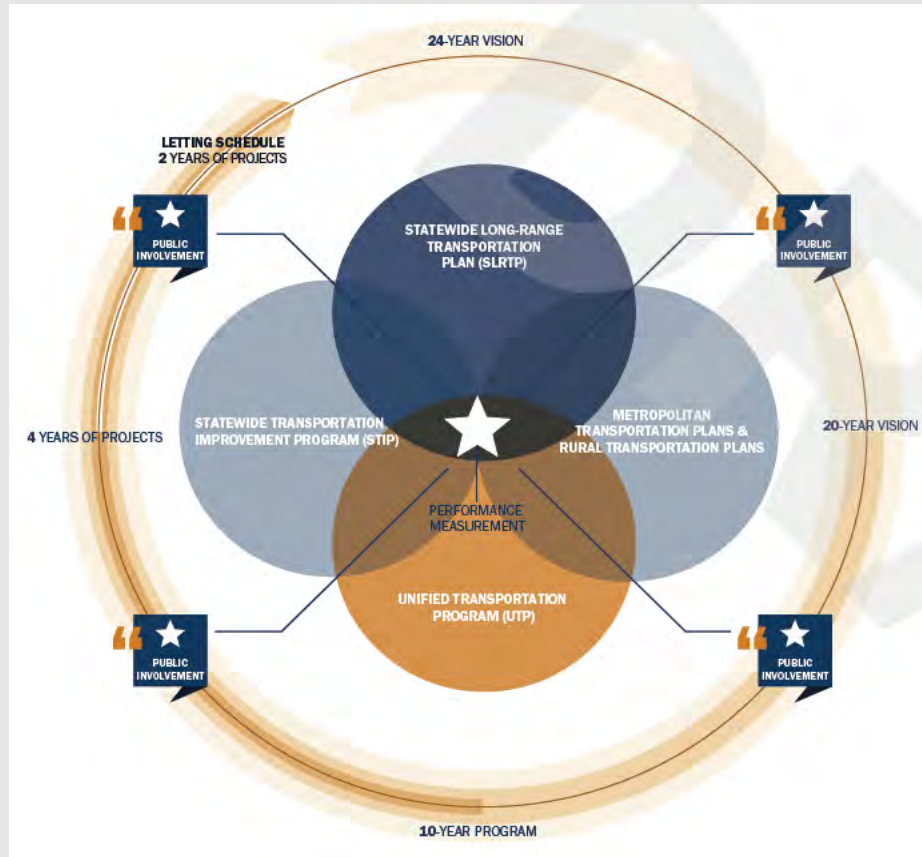 24-YEAR VISION
LETTING SCHEDULE
2 YEARS OF PROJECTS
PUBLIC
INVOLVEMENT
PUBLIC
INVOLVEMENT
STATEWIDE LONG-RANGE
TRANSPORTATION
PLAN (SLRTP)
STATEWIDE TRANSPORTATION
IMPROVEMENT PROGRAM (STIP)
METROPOLITAN
TRANSPORTATION PLANS &
RURAL TRANSPORTATION PLANS
4 YEARS OF PROJECTS
20-YEAR VISION
PERFORMANCE
MEASUREMENT
UNIFIED TRANSPORTATION
PROGRAM (UTP)
PUBLIC
INVOLVEMENT
PUBLIC
INVOLVEMENT
10-YEAR PROGRAM